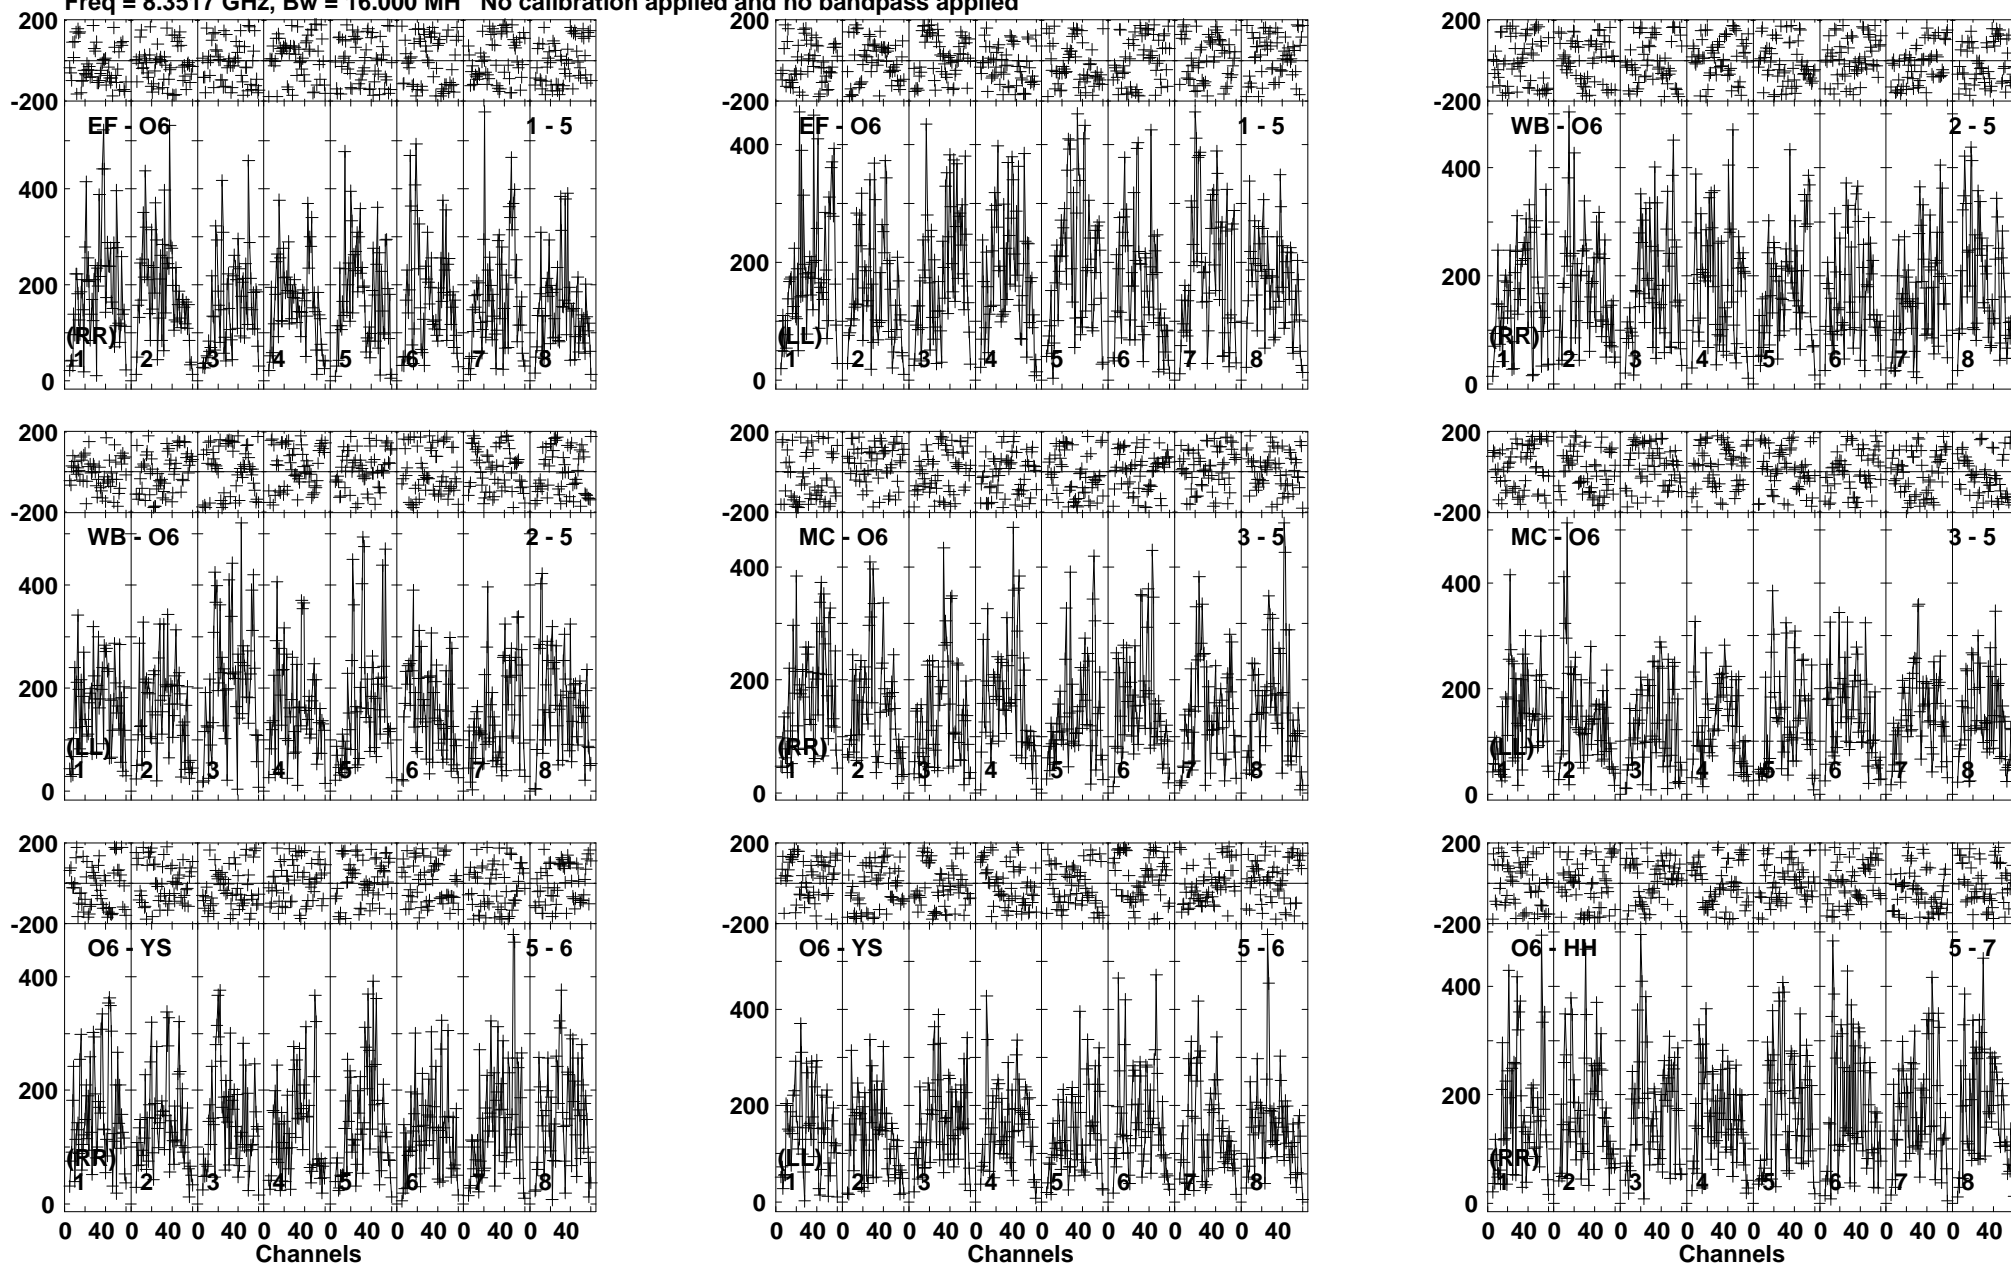 Freq = 8.3517 GHz, Bw = 16.000 MH No calibration applied and no bandpass applied
200 200 200
-200 -200 -200
EF - O6 1 - 5 EF - O6 1 - 5 WB - O6 2 - 5
400 400 400
200 200 200
(RR) (LL) (RR)
1 2 3 4 5 6 7 8 1 2 3 4 5 6 7 8 1 2 3 4 5 6 7 8
0 0 0
200 200 200
-200 -200 -200
WB - O6 2 - 5 MC - O6 3 - 5 MC - O6 3 - 5
400 400 400
200 200 200
(LL) (RR) (LL)
1 2 3 4 5 6 7 8 1 2 3 4 5 6 7 8 1 2 3 4 5 6 7 8
0 0 0
200 200 200
-200 -200 -200
O6 - YS 5 - 6 O6 - YS 5 - 6 O6 - HH 5 - 7
400 400 400
200 200 200
(RR) (LL) (RR)
1 2 3 4 5 6 7 8 1 2 3 4 5 6 7 8 1 2 3 4 5 6 7 8
0 0 0
0 40 0 40 0 40 0 40 0 40 0 40 0 40 0 40 0 40 0 40 0 40 0 40 0 40 0 40 0 40 0 40 0 40 0 40 0 40 0 40 0 40 0 40 0 40 0 40
Channels Channels Channels